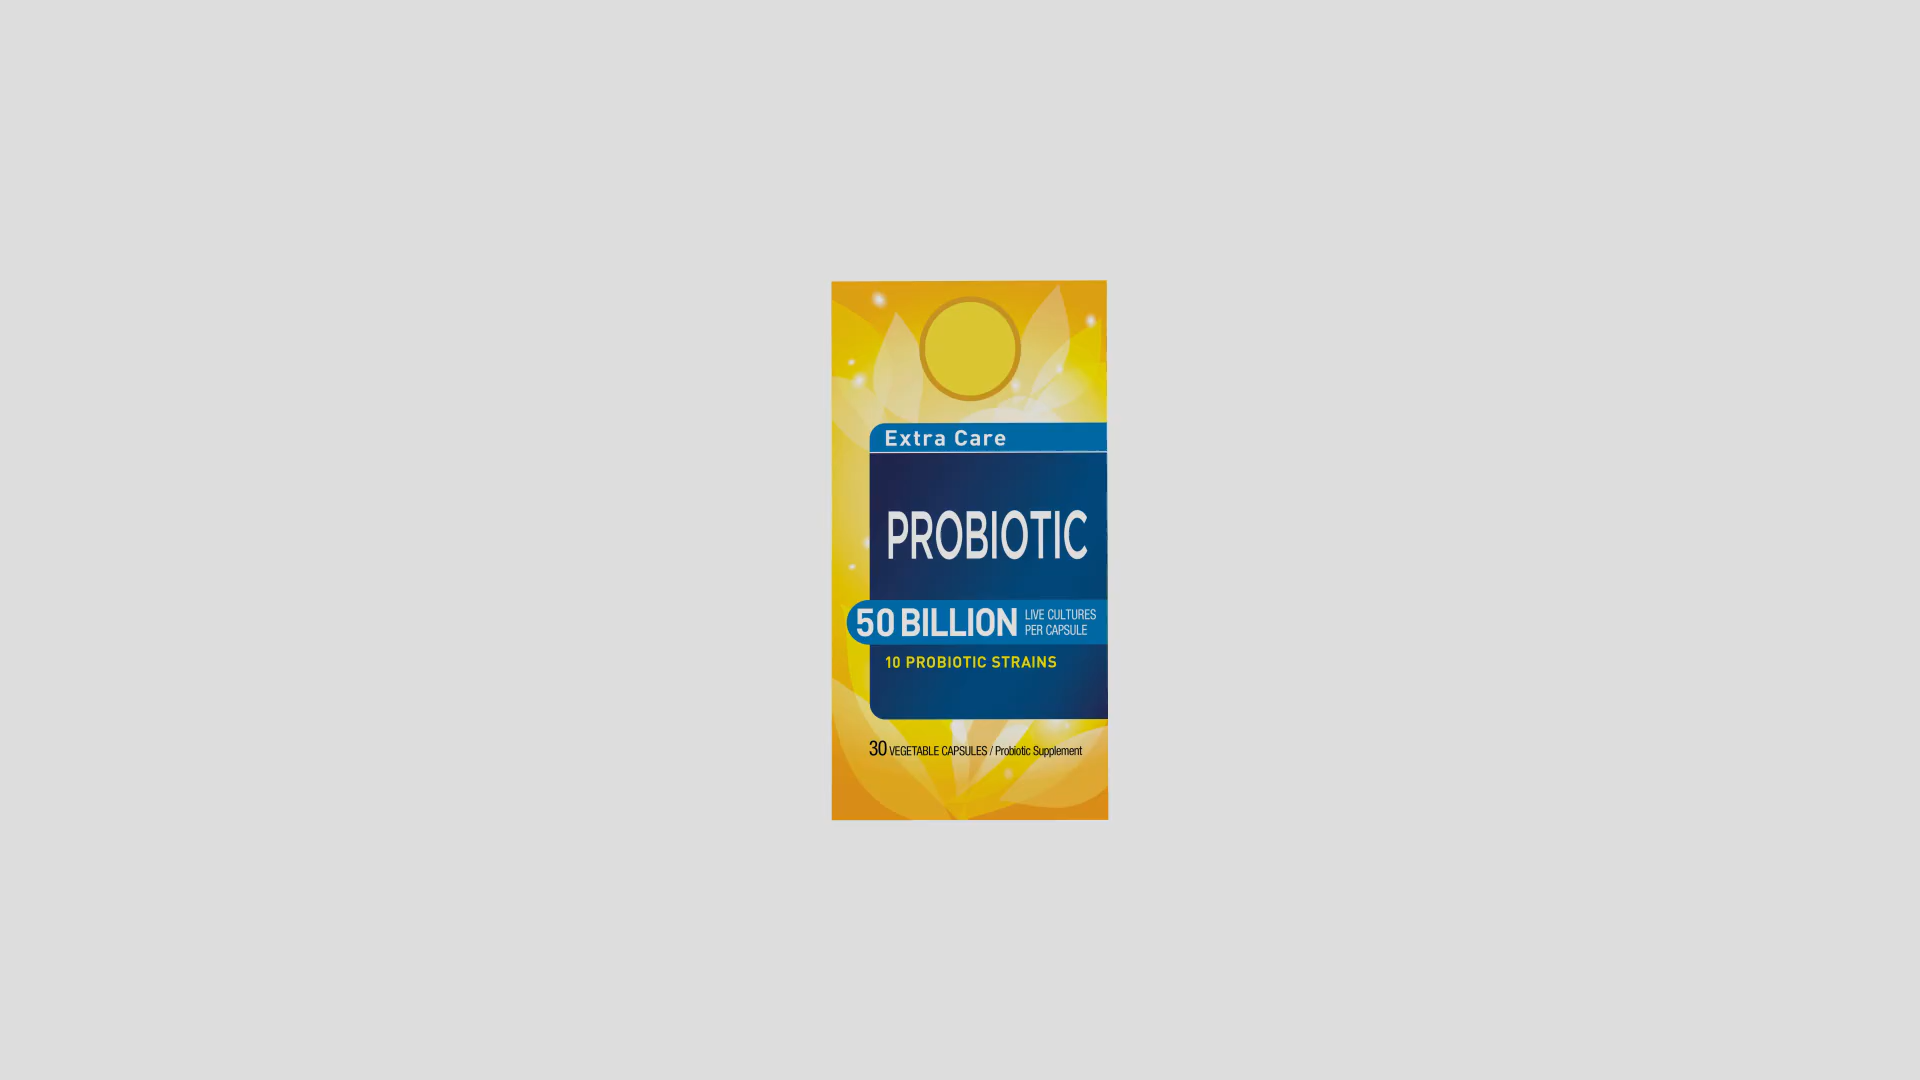 Extra Care
PROBIOTIC
50 BILLION LIVE CULTURES
PER CAPSULE
10 PROBIOTIC STRAINS
30 VEGETABLE CAPSULES / Probiotic Supplement